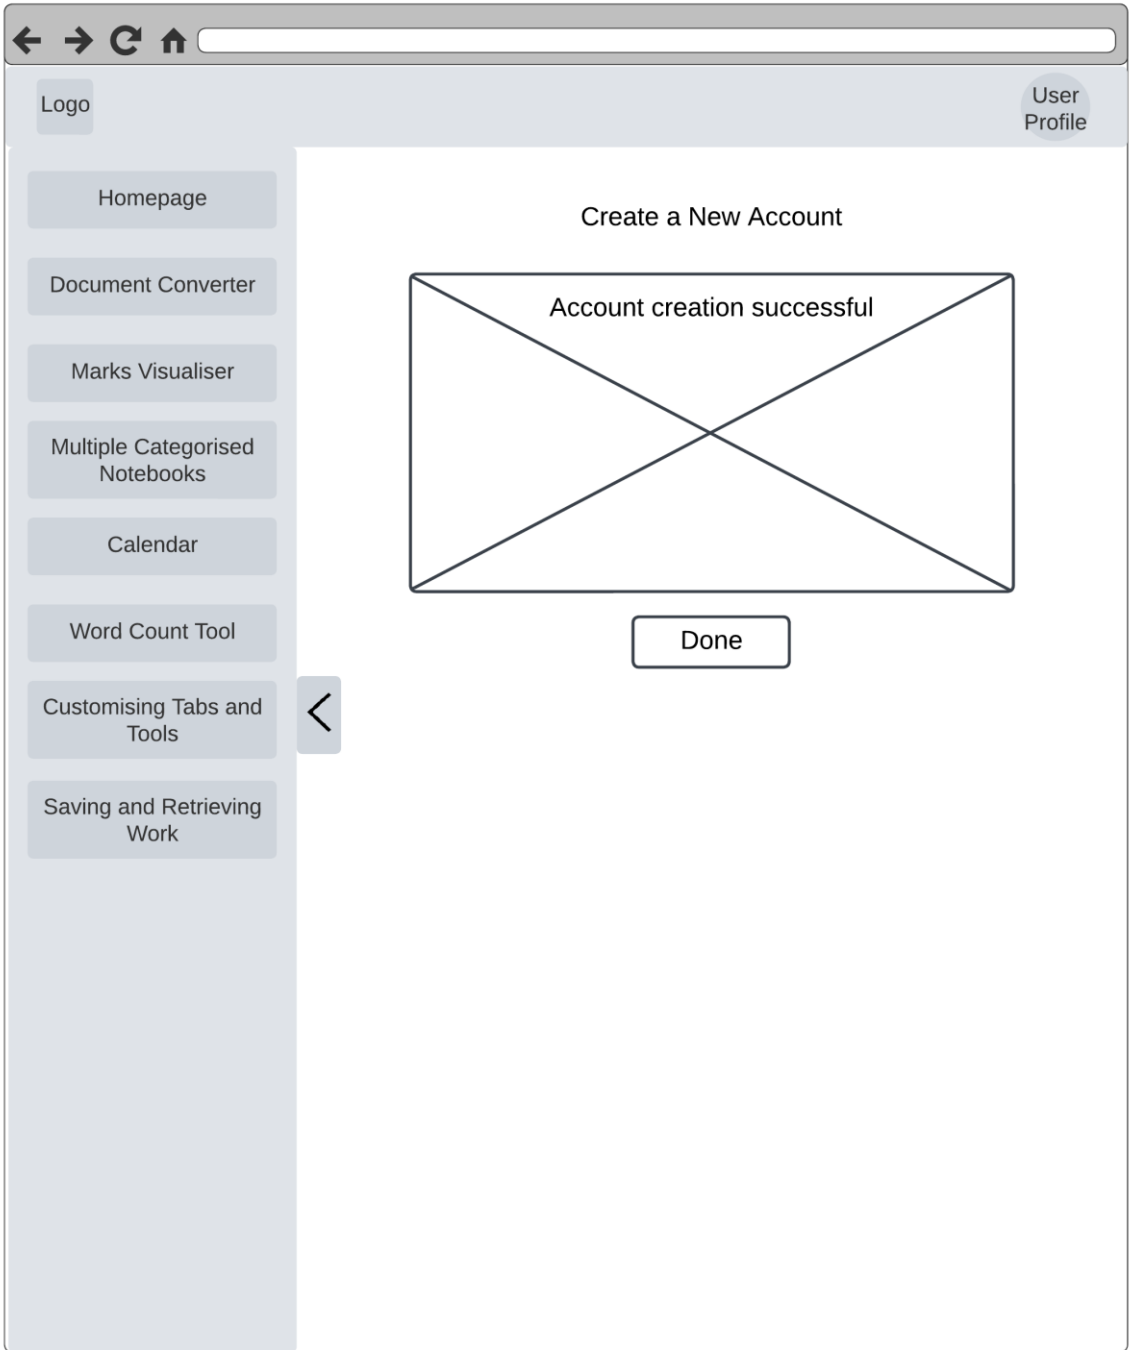 Logo
User
Profile
Homepage
Document Converter
Marks Visualiser
Multiple Categorised
Notebooks
Calendar
Word Count Tool
Customising Tabs and
Tools
Saving and Retrieving
Work
Create a New Account
Account creation successful
Done